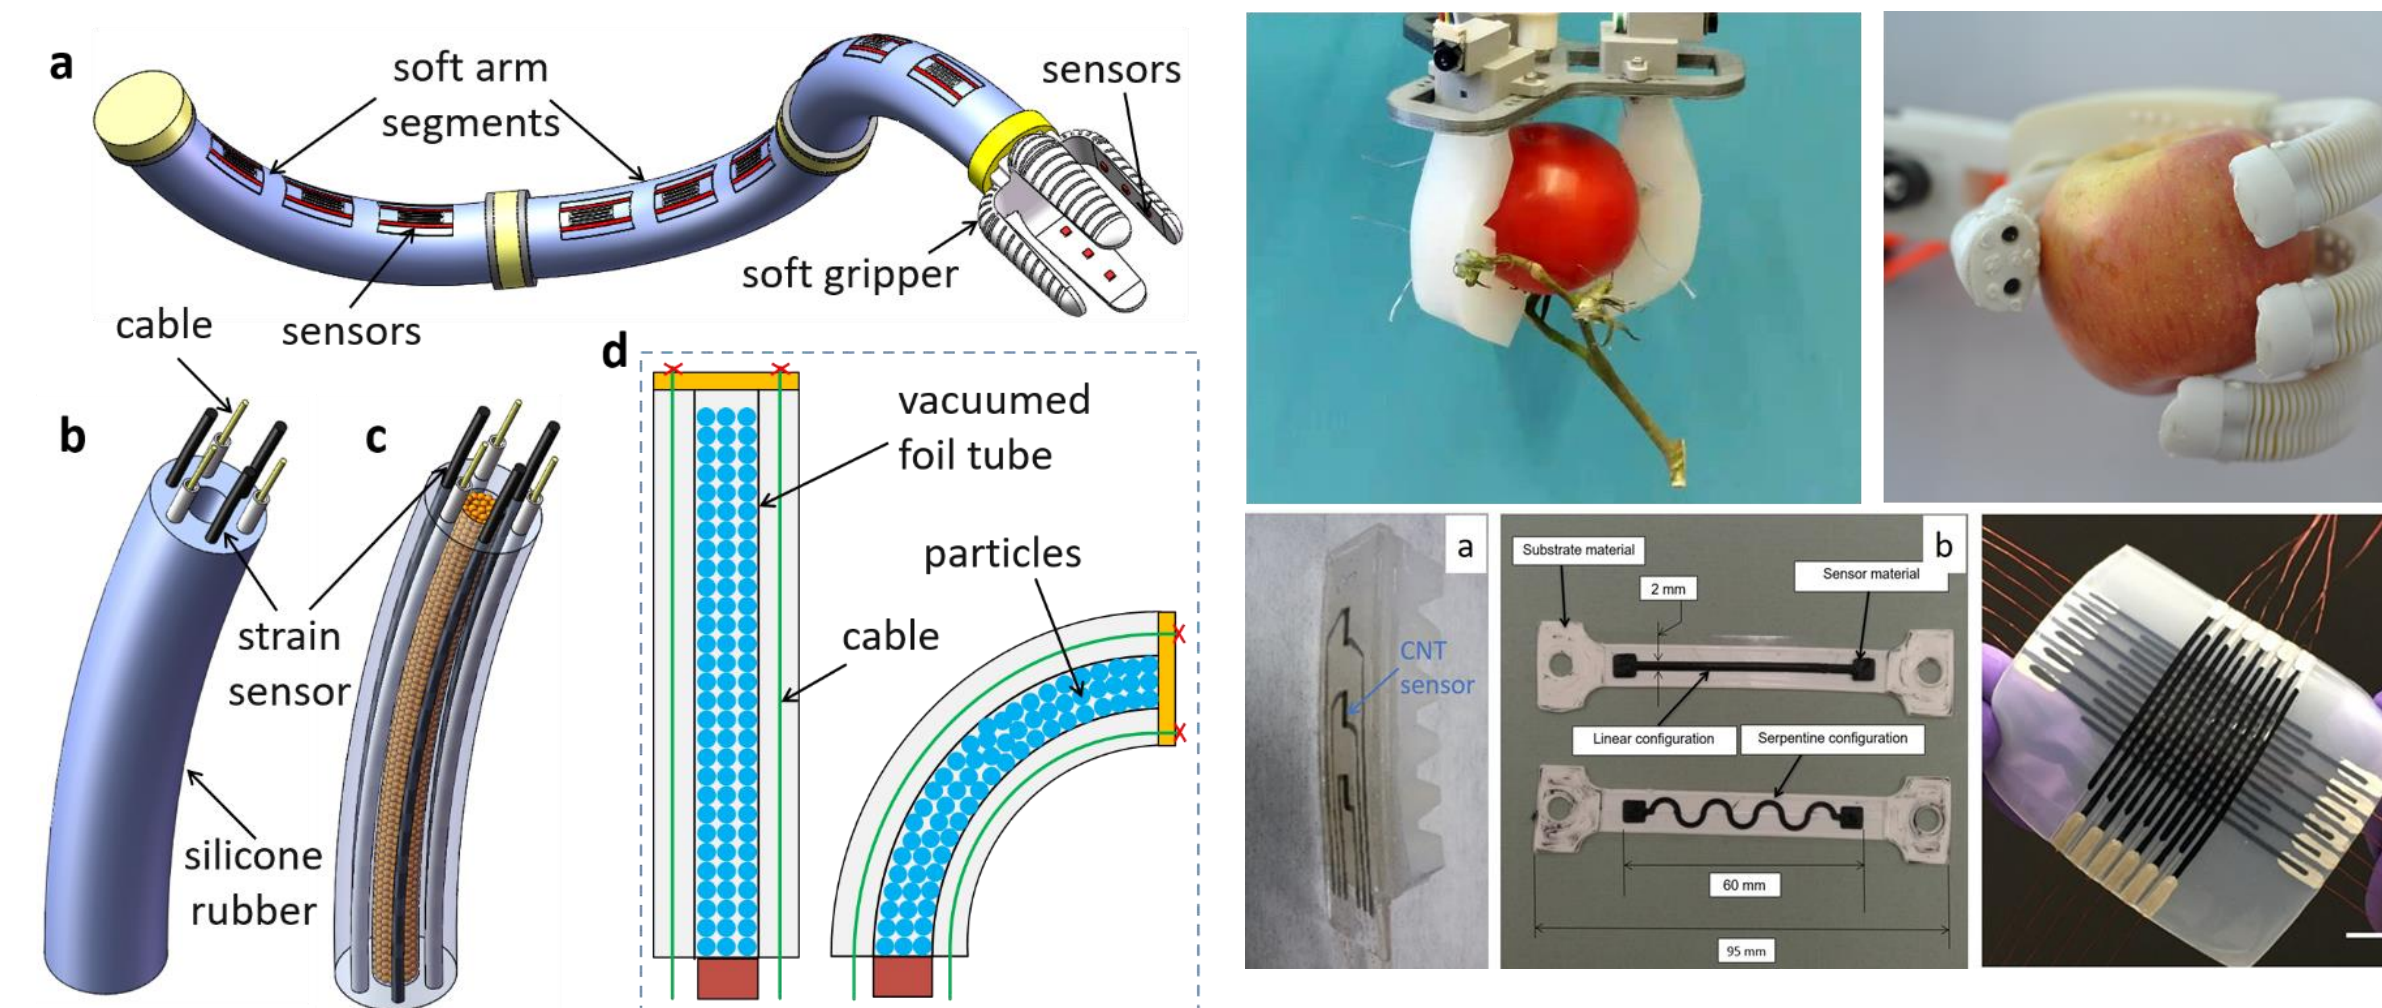 a
soft arm
segments
sensors
soft gripper
sensors
cable
b
c
strain
sensor
silicone
rubber
d
vacuumed
foil tube
particles
cable
a
CNT
sensor
b
Substrate material
2 mm
Sensor material
Linear configuration
Serpentine configuration
60 mm
95 mm